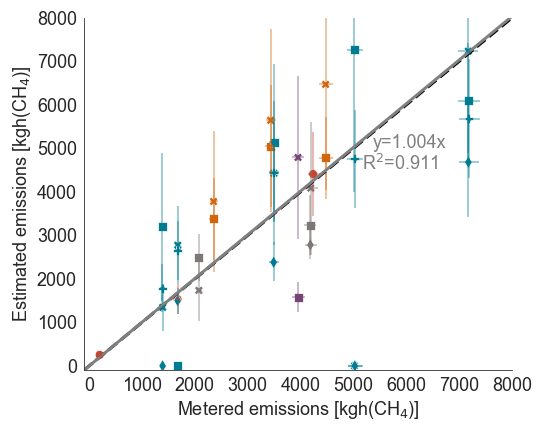 8000
7000
6000
5000
4000
3000
2000
1000
0
Estimated emissions [kgh(CH₄)]
y=1.004x
R²=0.911
0 1000 2000 3000 4000 5000 6000 7000 8000
Metered emissions [kgh(CH₄)]